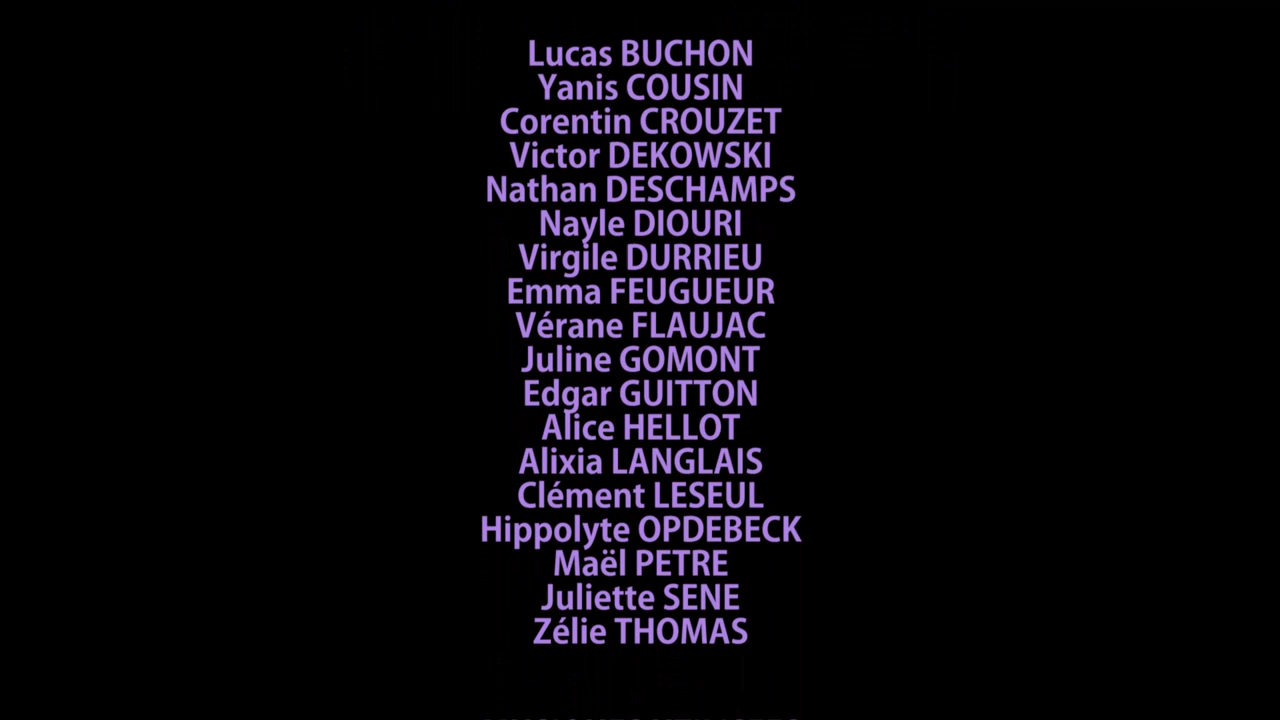 Lucas BUCHON
Yanis COUSIN
Corentin CROUZET
Victor DEKOWSKI
Nathan DESCHAMPS
Nayle DIOURI
Virgile DURRIEU
Emma FEUGUEUR
Vérane FLAUJAC
Juline GOMONT
Edgar GUITTON
Alice HELLOT
Alixia LANGLAIS
Clément LESEUL
Hippolyte OPDEBECK
Maël PETRE
Juliette SENE
Zélie THOMAS